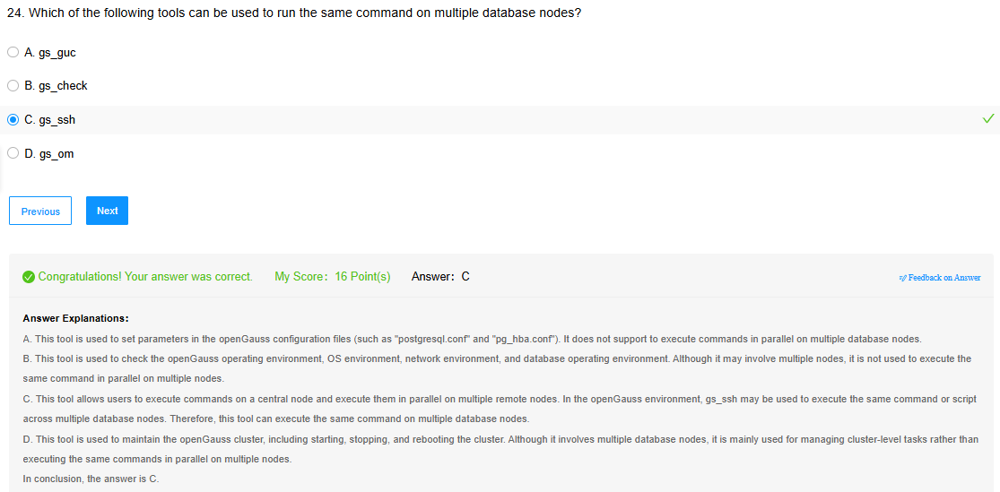 24. Which of the following tools can be used to run the same command on multiple database nodes?
A. gs_guc
B. gs_check
C. gs_ssh
D. gs_om
Previous Next
Congratulations! Your answer was correct. My Score: 16 Point(s) Answer: C Feedback on Answer
Answer Explanations:
A. This tool is used to set parameters in the openGauss configuration files (such as "postgresql.conf" and "pg_hba.conf"). It does not support to execute commands in parallel on multiple database nodes.
B. This tool is used to check the openGauss operating environment, OS environment, network environment, and database operating environment. Although it may involve multiple nodes, it is not used to execute the
same command in parallel on multiple nodes.
C. This tool allows users to execute commands on a central node and execute them in parallel on multiple remote nodes. In the openGauss environment, gs_ssh may be used to execute the same command or script
across multiple database nodes. Therefore, this tool can execute the same command on multiple database nodes.
D. This tool is used to maintain the openGauss cluster, including starting, stopping, and rebooting the cluster. Although it involves multiple database nodes, it is mainly used for managing cluster-level tasks rather than
executing the same commands in parallel on multiple nodes.
In conclusion, the answer is C.